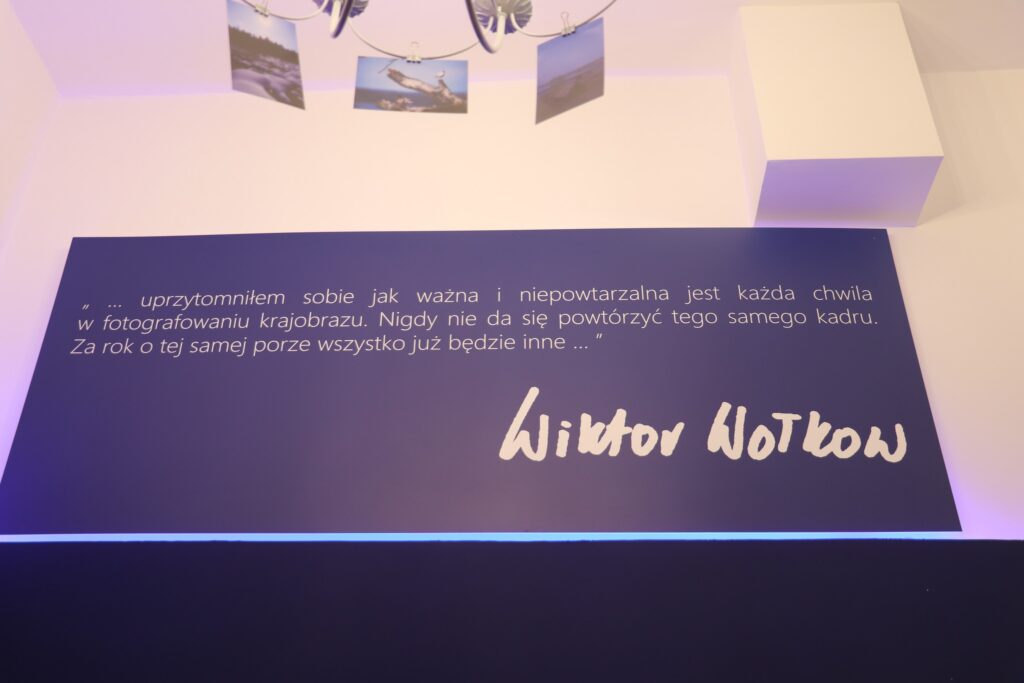 „ ... uprzytomniłem sobie jak ważna i niepowtarzalna jest każda chwila
w fotografowaniu krajobrazu. Nigdy nie da się powtórzyć tego samego kadru.
Za rok o tej samej porze wszystko już będzie inne ... ”
Wiktor Wołkow